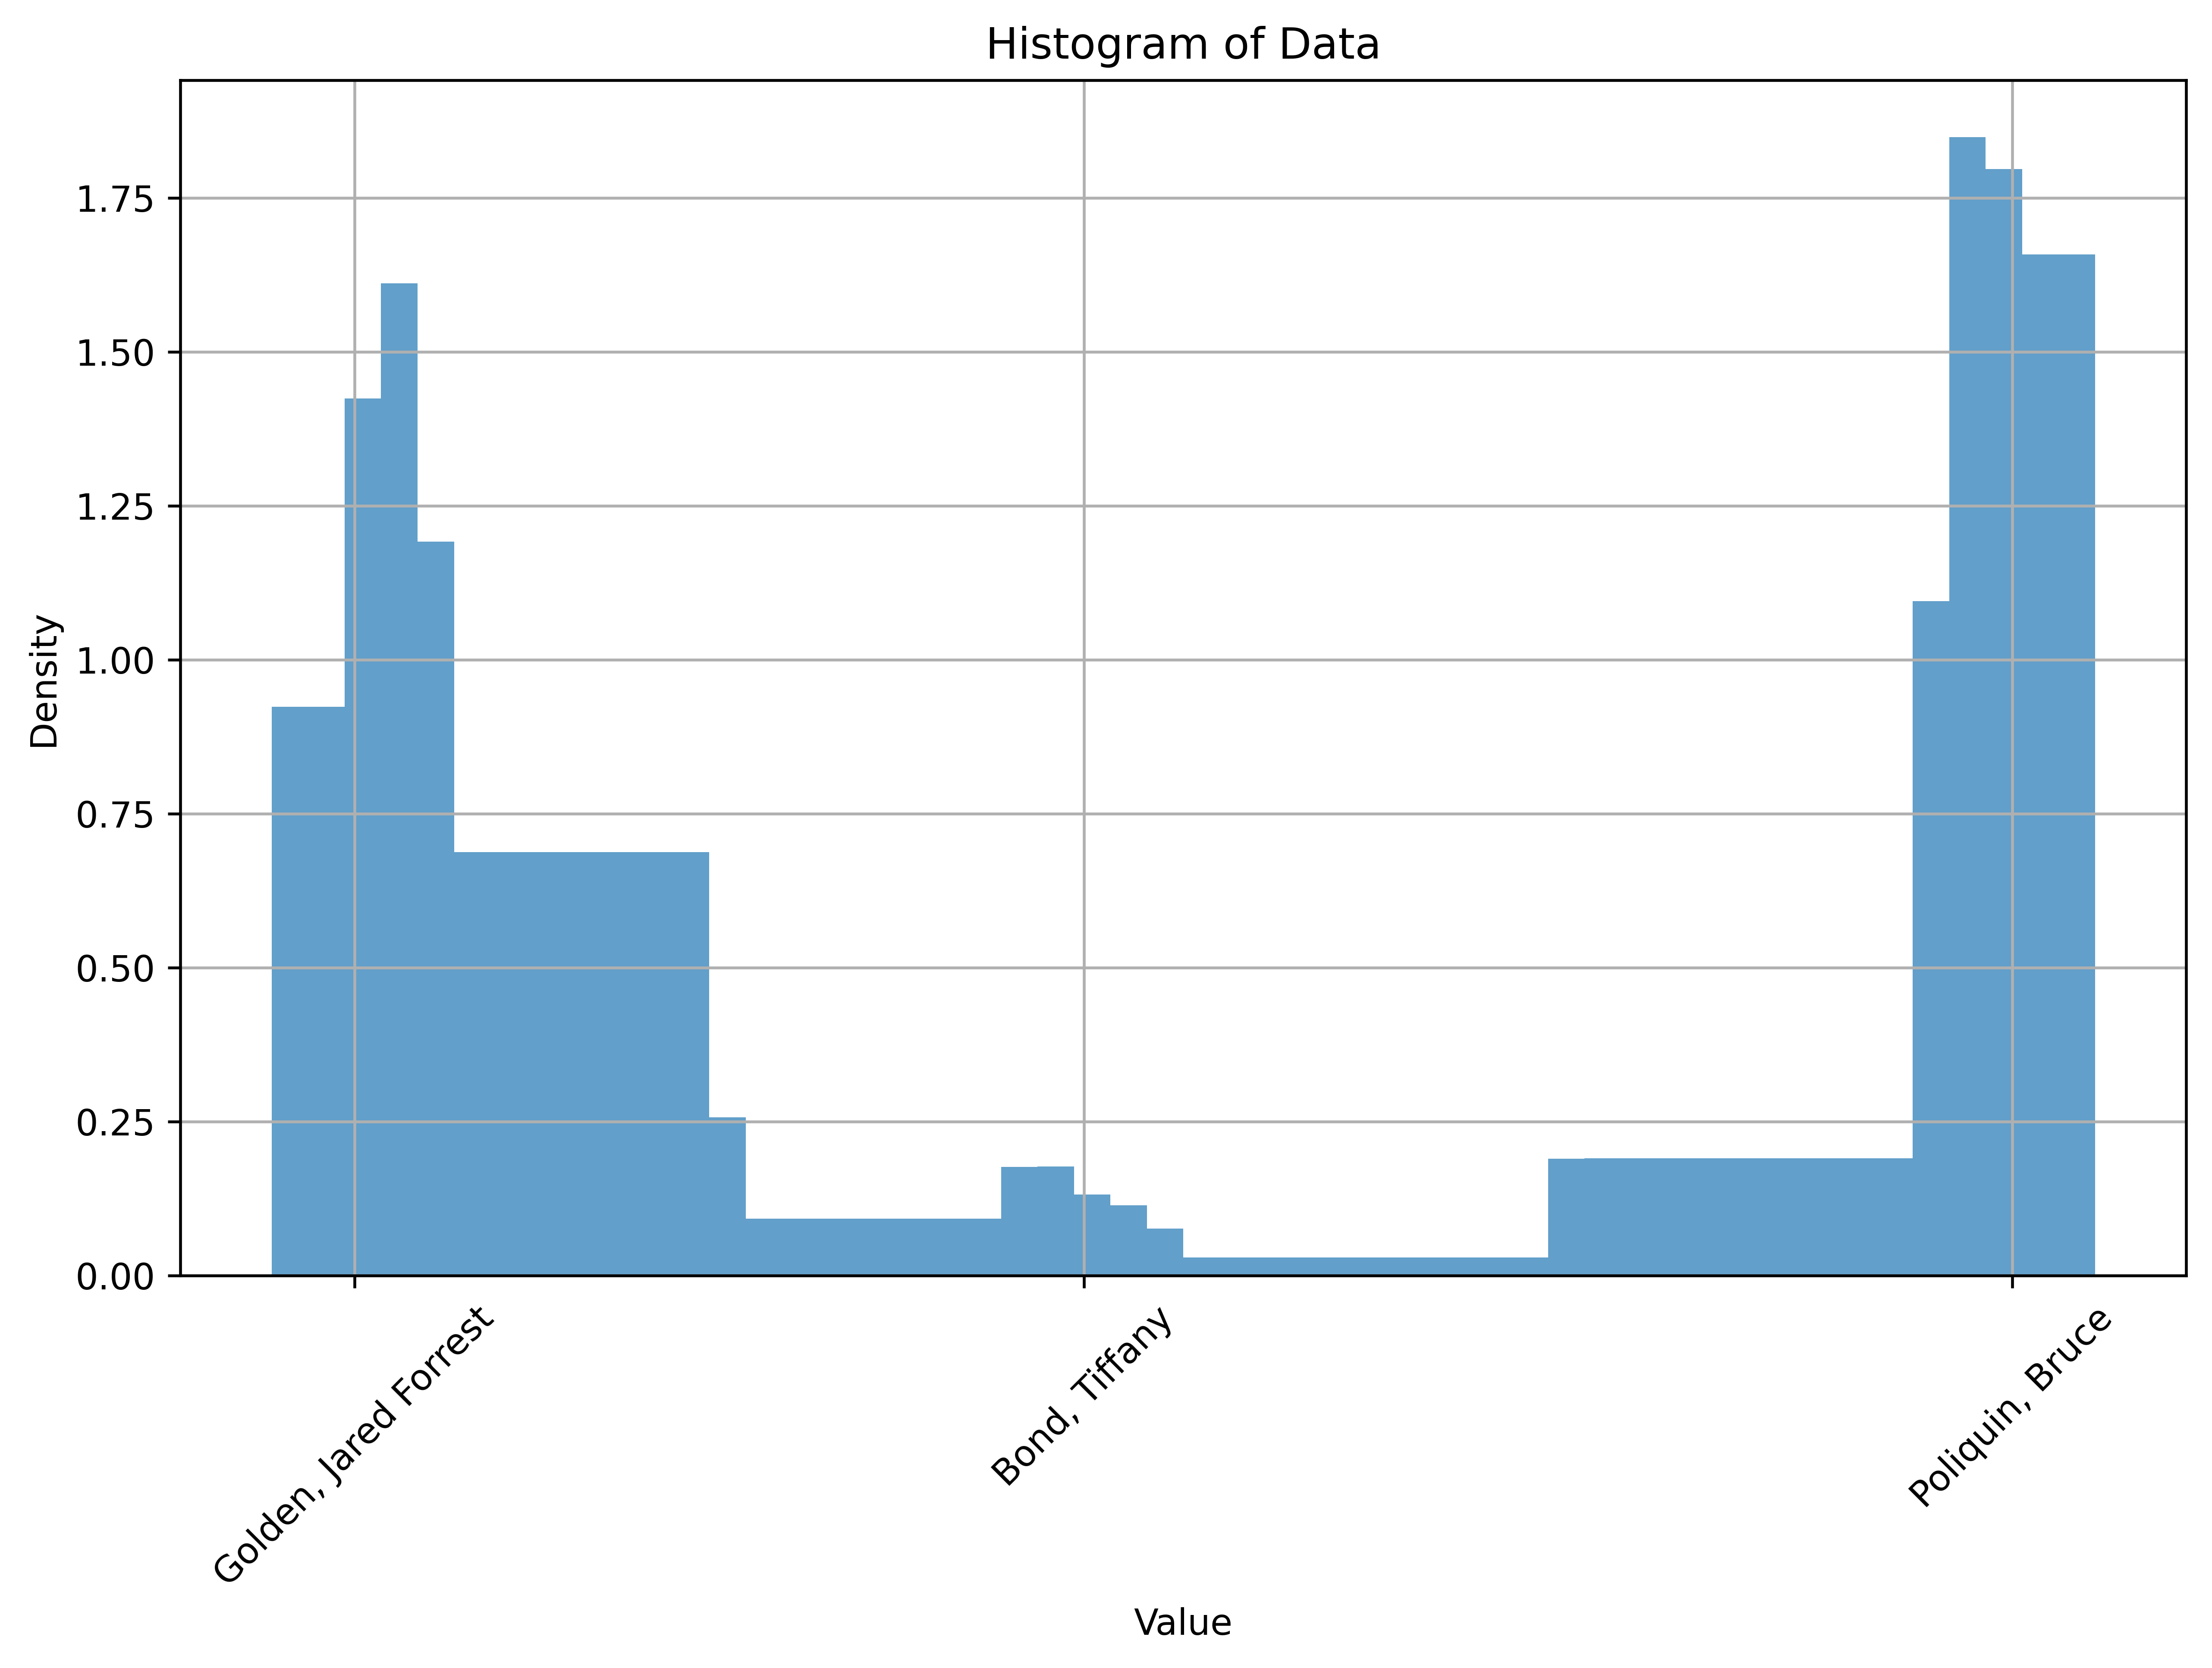 Histogram of Data
Density
1.75
1.50
1.25
1.00
0.75
0.50
0.25
0.00
Golden, Jared Forrest
Bond, Tiffany
Poliquin, Bruce
Value